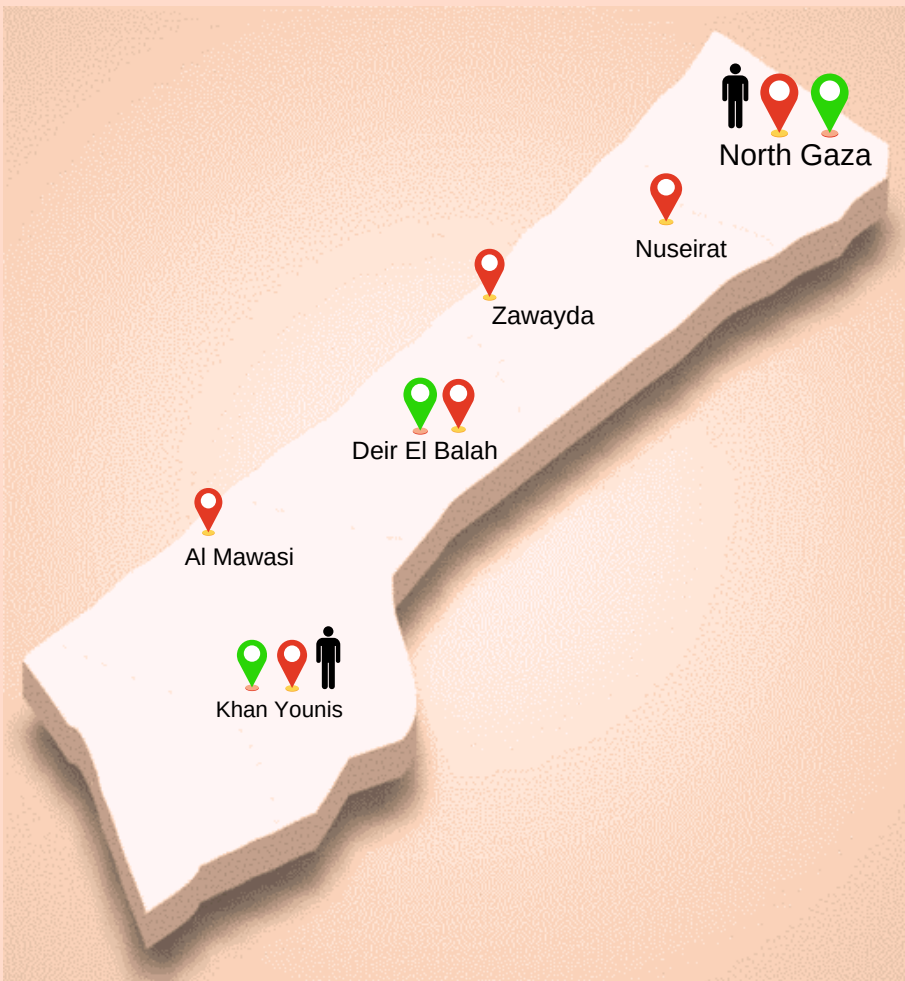 North Gaza
Nuseirat
Zawayda
Deir El Balah
Al Mawasi
Khan Younis